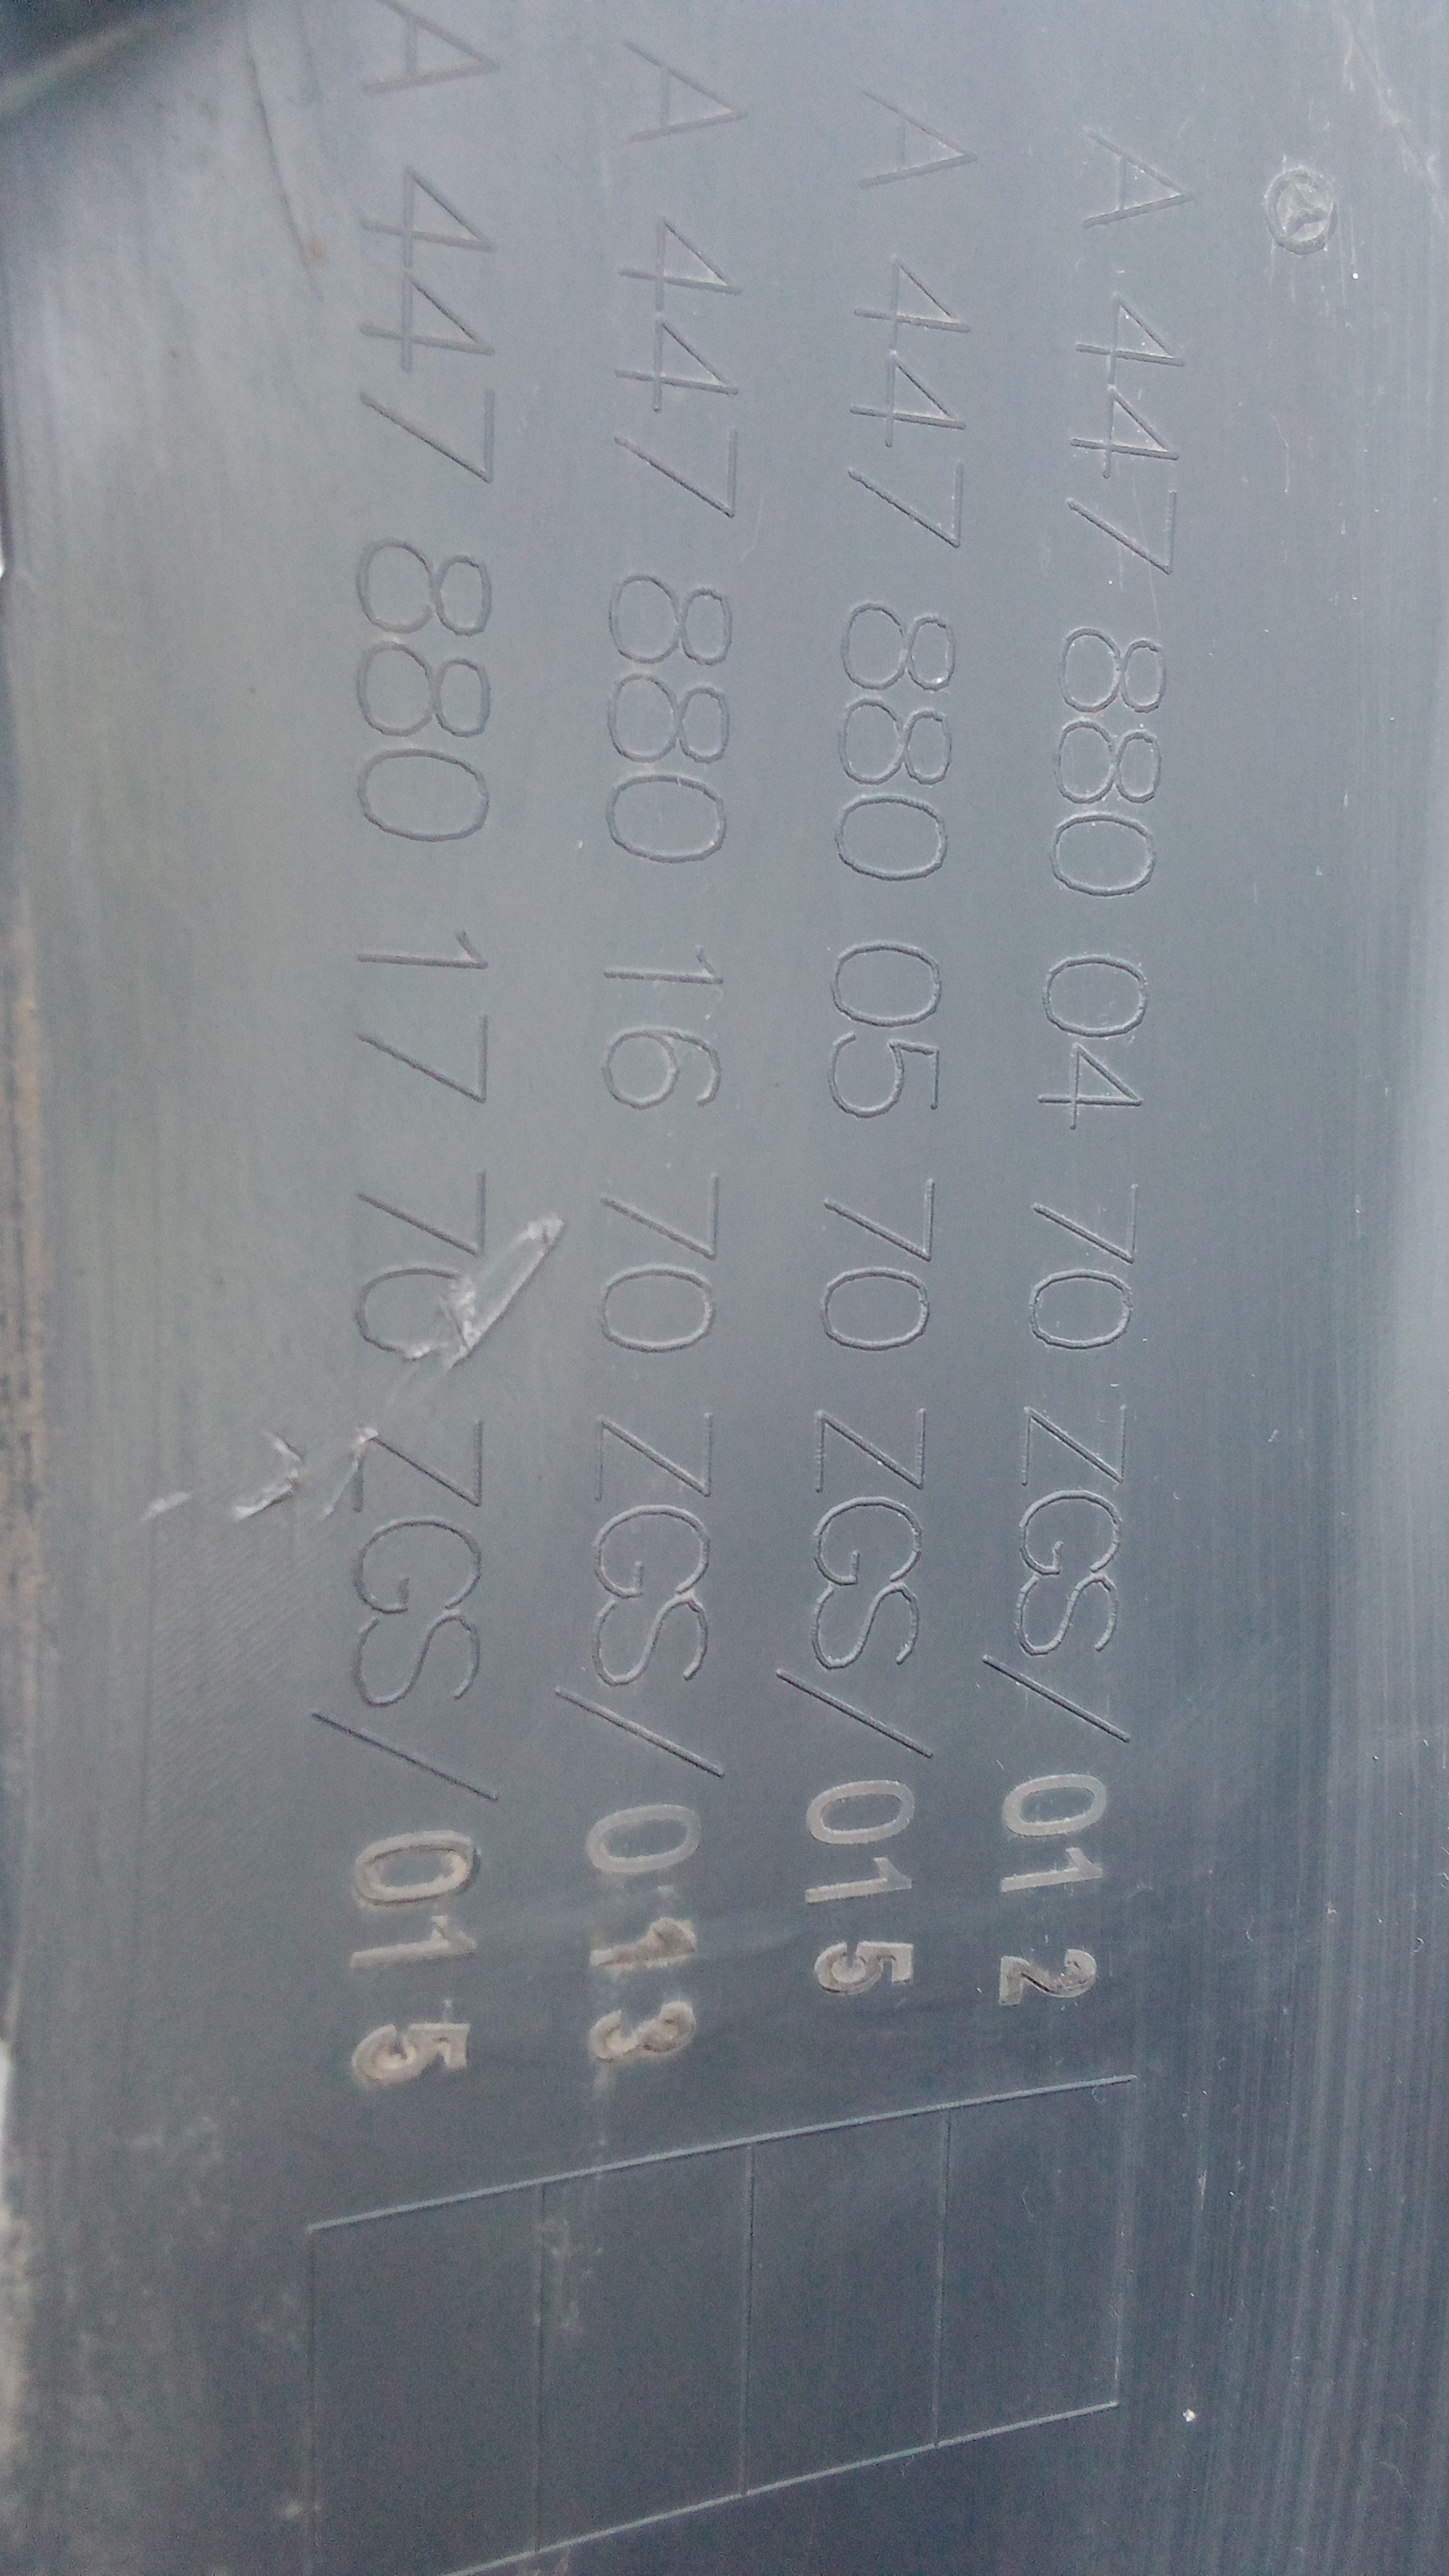 A 447 880 04 70 ZGS/ 012
A 447 880 05 70 ZGS/ 015
A 447 880 16 70 ZGS/ 013
A 447 880 17 70 ZGS/ 015